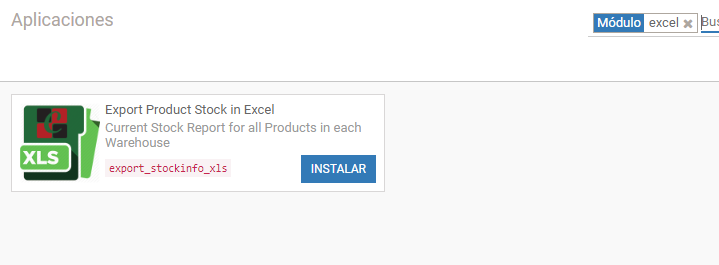 Aplicaciones
Módulo excel ✖ Bus
Export Product Stock in Excel
Current Stock Report for all Products in each
Warehouse
XLS
export_stockinfo_xls
INSTALAR